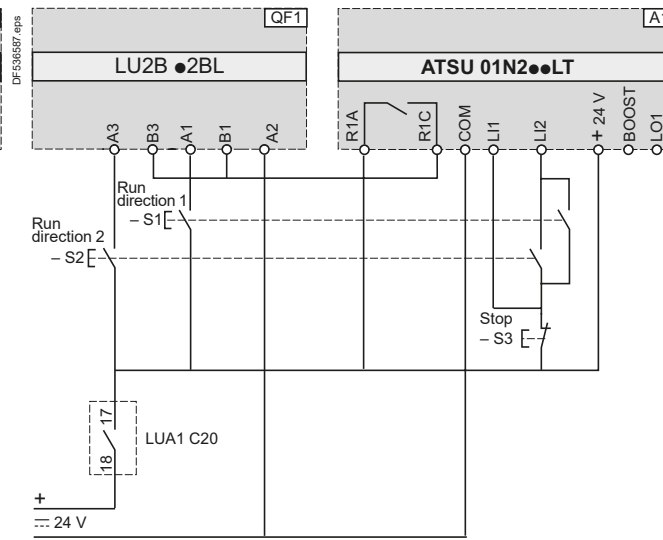 DF536587.eps
QF1
A1
LU2B ●2BL
ATSU 01N2●●LT
A3
B3
A1
B1
A2
R1A
R1C
COM
LI1
LI2
+ 24 V
BOOST
LO1
Run
direction 1
– S1
Run
direction 2
– S2
Stop
– S3
17
18
LUA1 C20
+
24 V